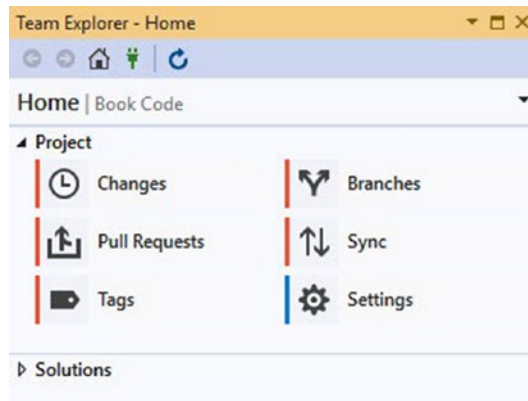 Team Explorer - Home
Home | Book Code
Project
Changes
Branches
Pull Requests
Sync
Tags
Settings
Solutions